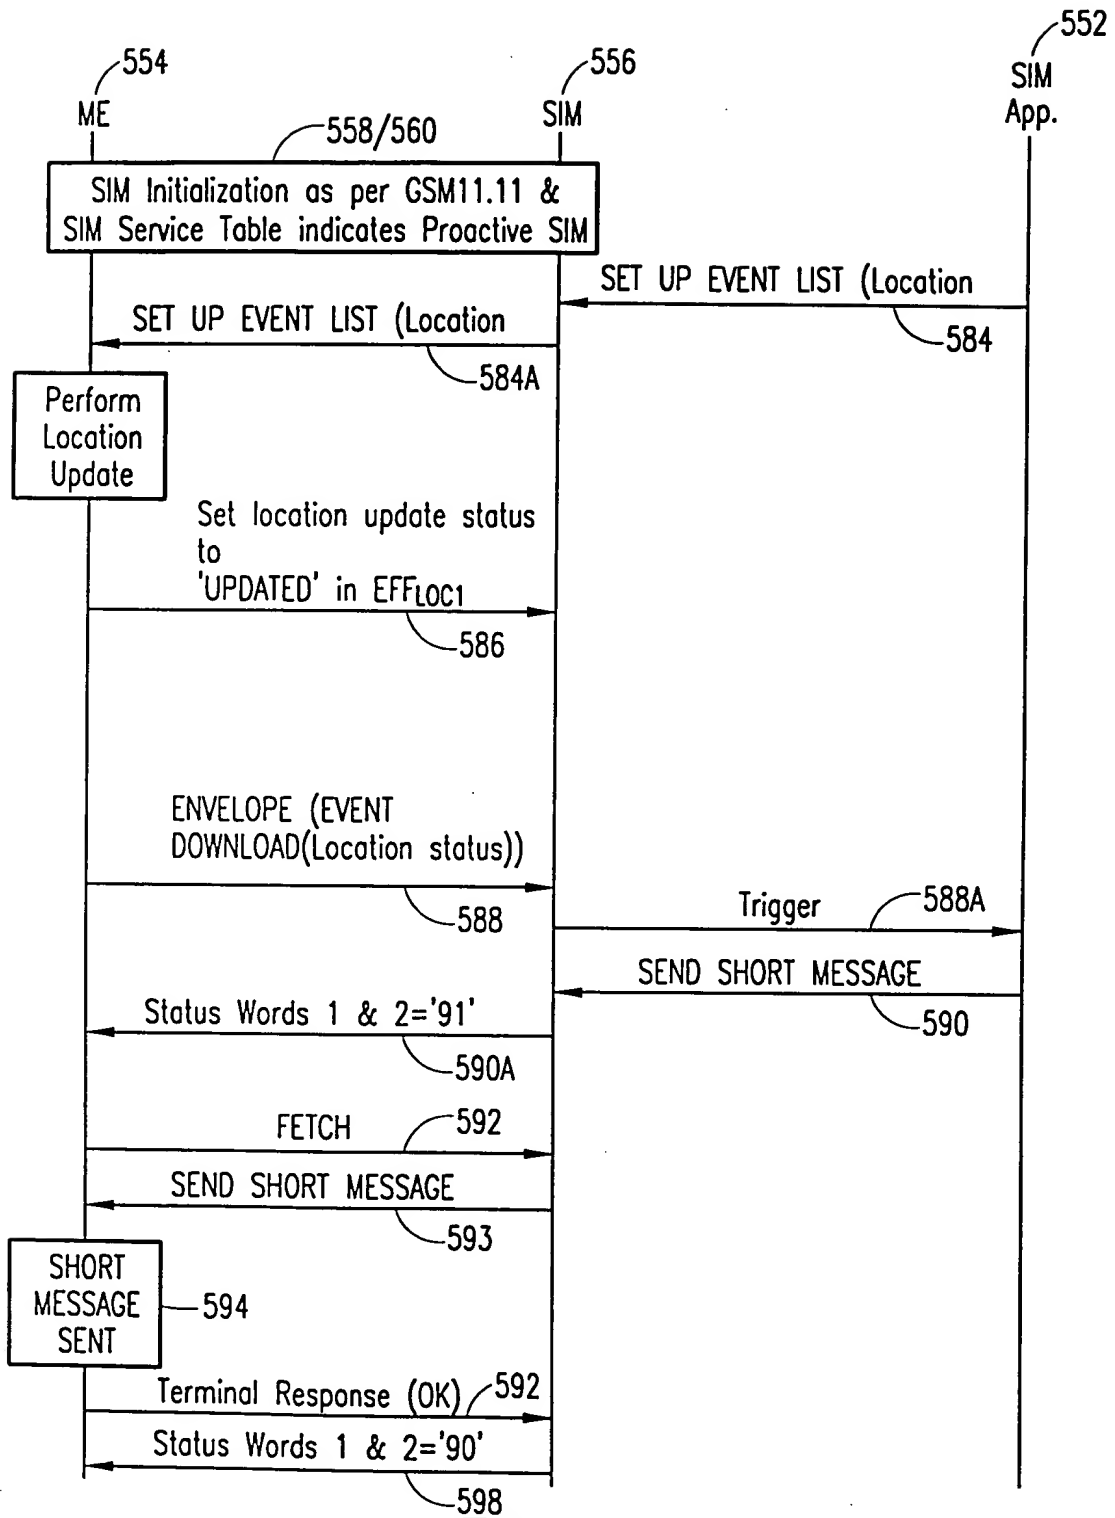 552
554
556
SIM
App.
ME
SIM
558/560
SIM Initialization as per GSM11.11 &
SIM Service Table indicates Proactive SIM
SET UP EVENT LIST (Location
584
SET UP EVENT LIST (Location
584A
Perform
Location
Update
Set location update status
to
'UPDATED' in EFFLOC1
586
ENVELOPE (EVENT
DOWNLOAD(Location status))
588
Trigger
588A
SEND SHORT MESSAGE
590
Status Words 1 & 2='91'
590A
FETCH
592
SEND SHORT MESSAGE
593
SHORT
MESSAGE
SENT
594
Terminal Response (OK)
592
Status Words 1 & 2='90'
598